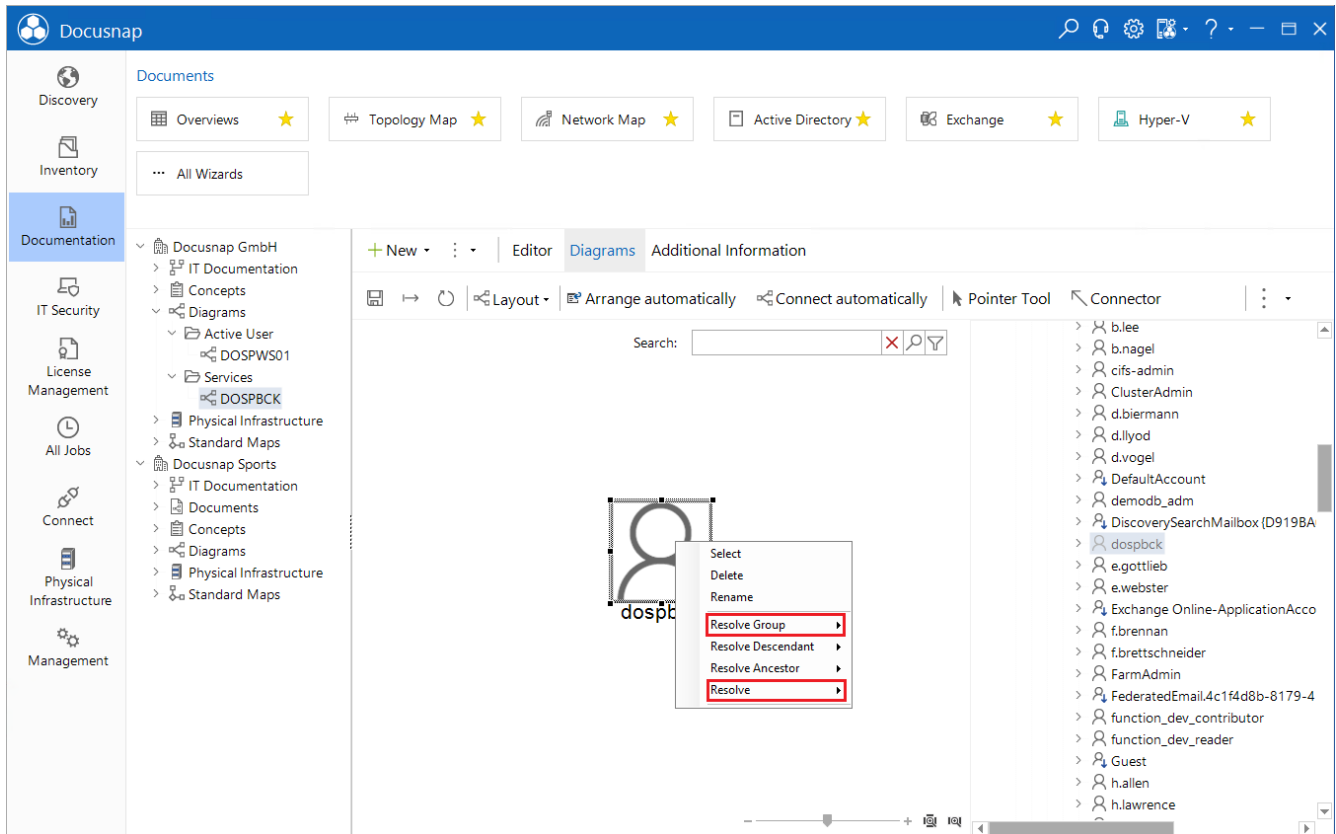 Docusnap
Discovery
Inventory
Documentation
IT Security
License
Management
All Jobs
Connect
Physical
Infrastructure
Management
Documents
Overviews
Topology Map
Network Map
Active Directory
Exchange
Hyper-V
··· All Wizards
Docusnap GmbH
IT Documentation
Concepts
Diagrams
Active User
DOSPWS01
Services
DOSPBCK
Physical Infrastructure
Standard Maps
Docusnap Sports
IT Documentation
Documents
Concepts
Diagrams
Physical Infrastructure
Standard Maps
+ New Editor Diagrams Additional Information
Layout Arrange automatically Connect automatically Pointer Tool Connector
Search:
dospb
Select
Delete
Rename
Resolve Group
Resolve Descendant
Resolve Ancestor
Resolve
b.lee
b.nagel
cifs-admin
ClusterAdmin
d.biermann
d.llyod
d.vogel
DefaultAccount
demodb_adm
DiscoverySearchMailbox {D919BA
dospbck
e.gottlieb
e.webster
Exchange Online-ApplicationAcco
f.brennan
f.brettschneider
FarmAdmin
FederatedEmail.4c1f4d8b-8179-4
function_dev_contributor
function_dev_reader
Guest
h.allen
h.lawrence